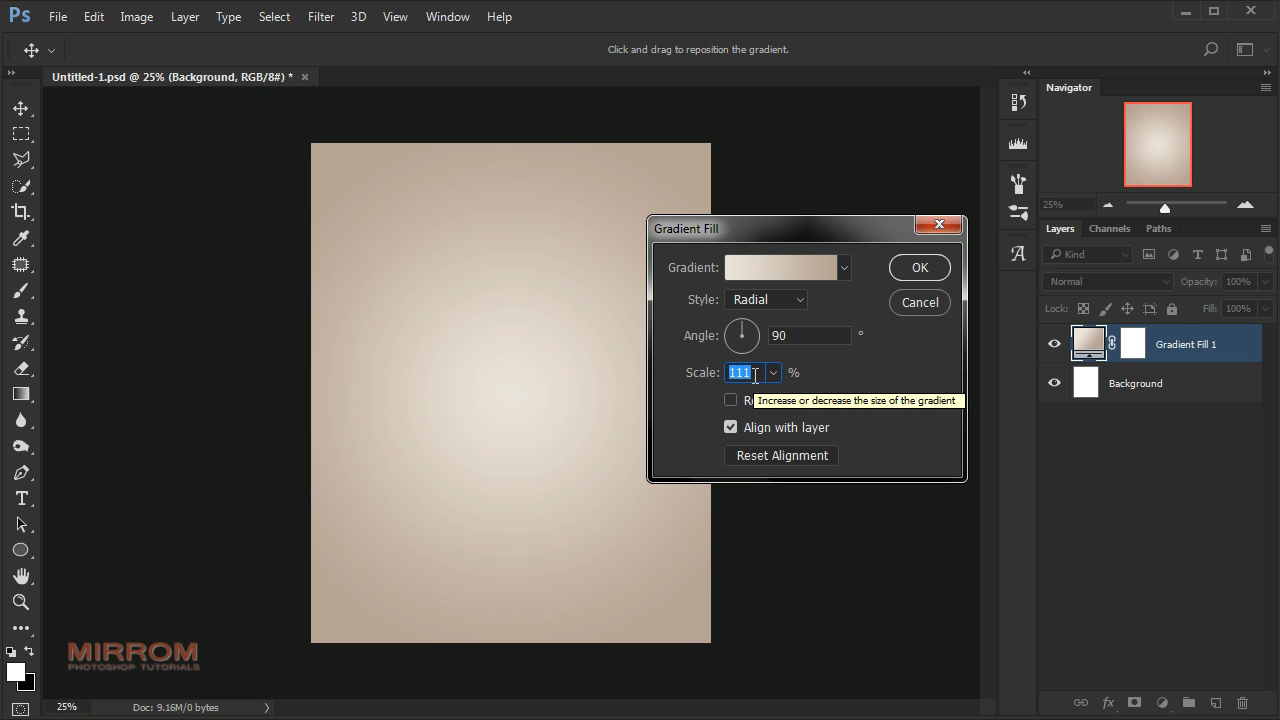 Ps File Edit Image Layer Type Select Filter 3D View Window Help
Click and drag to reposition the gradient.
Untitled-1.psd @ 25% (Background, RGB/8#) *
Navigator
25%
Layers Channels Paths
Kind
Normal Opacity: 100%
Lock: Fill: 100%
Gradient Fill 1
Background
Gradient Fill
Gradient: OK
Style: Radial Cancel
Angle: 90 °
Scale: 111 %
Increase or decrease the size of the gradient
Align with layer
Reset Alignment
MIRROM
PHOTOSHOP TUTORIALS
25% Doc: 9.16M/0 bytes